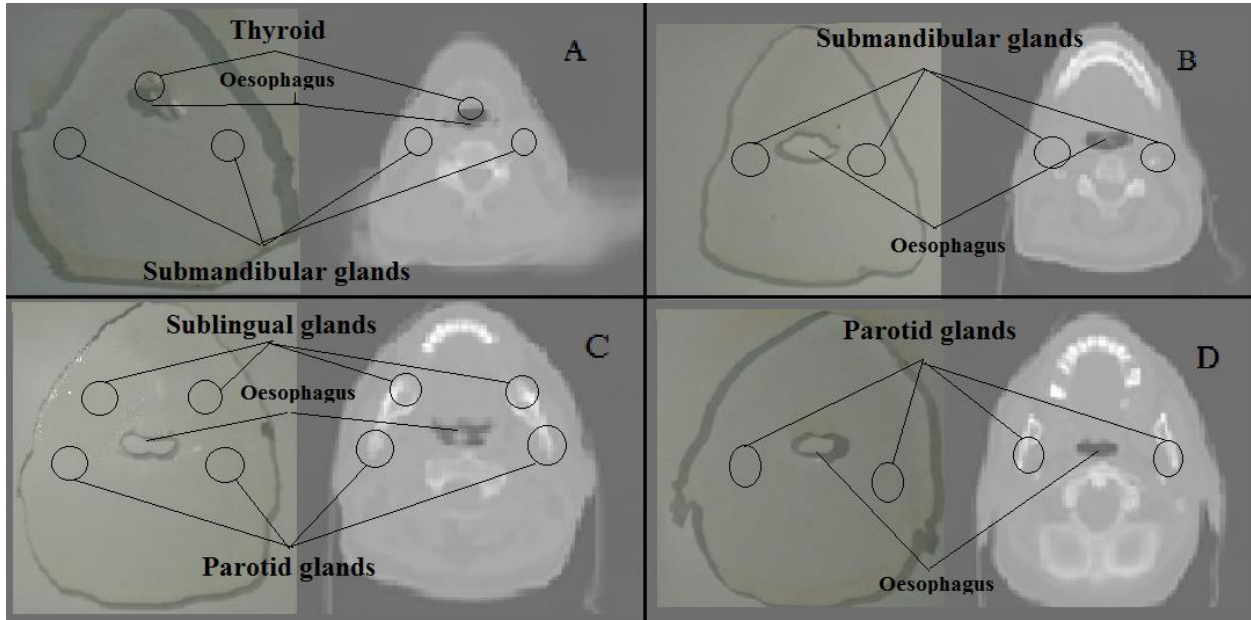 Thyroid
Oesophagus
A
Submandibular glands
Submandibular glands
B
Oesophagus
Sublingual glands
C
Oesophagus
Parotid glands
Parotid glands
D
Oesophagus